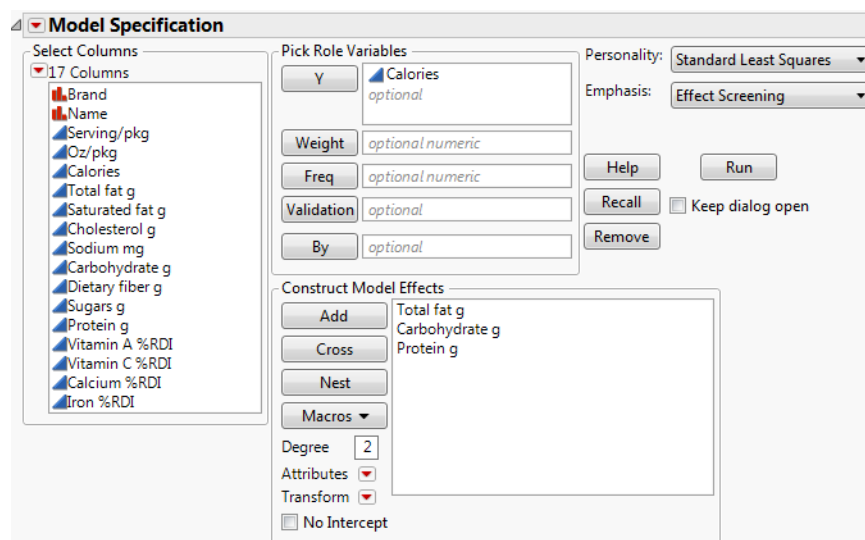 Model Specification
Select Columns
17 Columns
Brand
Name
Serving/pkg
Oz/pkg
Calories
Total fat g
Saturated fat g
Cholesterol g
Sodium mg
Carbohydrate g
Dietary fiber g
Sugars g
Protein g
Vitamin A %RDI
Vitamin C %RDI
Calcium %RDI
Iron %RDI
Pick Role Variables
Y
Calories
optional
Weight optional numeric
Freq optional numeric
Validation optional
By optional
Personality: Standard Least Squares
Emphasis: Effect Screening
Help Run
Recall Keep dialog open
Remove
Construct Model Effects
Add
Cross
Nest
Macros
Total fat g
Carbohydrate g
Protein g
Degree 2
Attributes
Transform
No Intercept